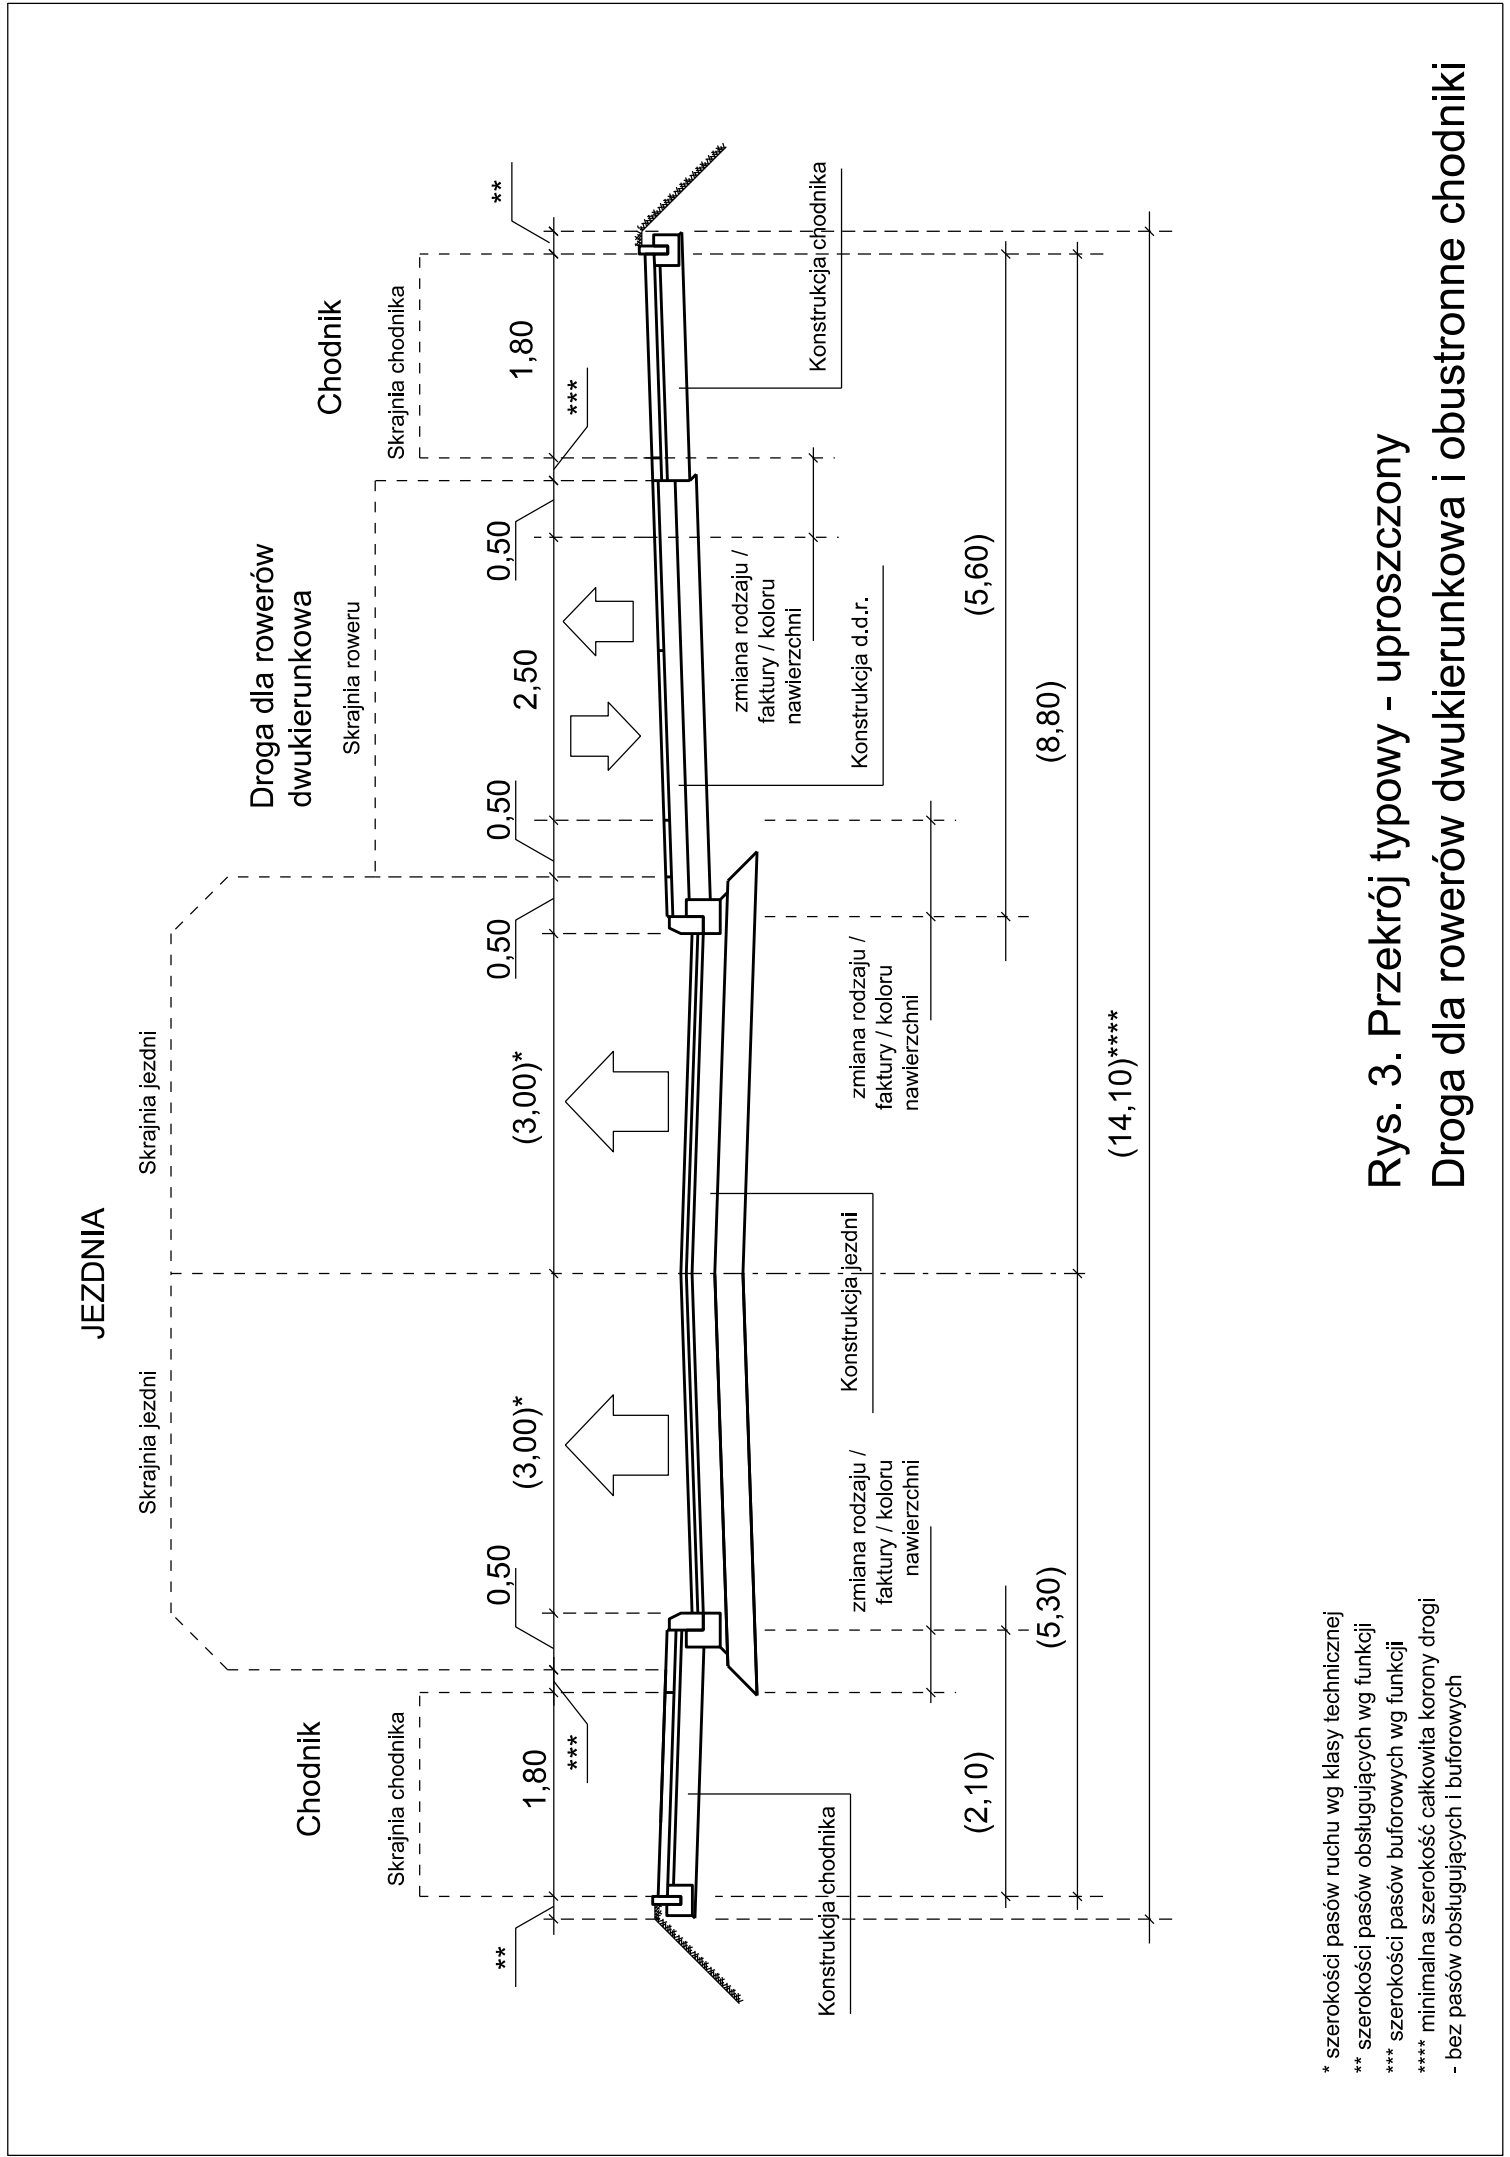 JEZDNIA
Skrajnia jezdni
Skrajnia jezdni
Droga dla rowerów
dwukierunkowa
Chodnik
Chodnik
Skrajnia roweru
Skrajnia chodnika
Skrajnia chodnika
**
1,80
***
0,50
(3,00)*
(3,00)*
0,50
0,50
2,50
0,50
***
1,80
**
zmiana rodzaju /
faktury / koloru
nawierzchni
Konstrukcja chodnika
zmiana rodzaju /
faktury / koloru
nawierzchni
Konstrukcja jezdni
zmiana rodzaju /
faktury / koloru
nawierzchni
Konstrukcja d.d.r.
Konstrukcja chodnika
(2,10)
(5,60)
(5,30)
(8,80)
(14,10)****
* szerokości pasów ruchu wg klasy technicznej
** szerokości pasów obsługujących wg funkcji
*** szerokości pasów buforowych wg funkcji
**** minimalna szerokość całkowita korony drogi
- bez pasów obsługujących i buforowych
Rys. 3. Przekrój typowy - uproszczony
Droga dla rowerów dwukierunkowa i obustronne chodniki